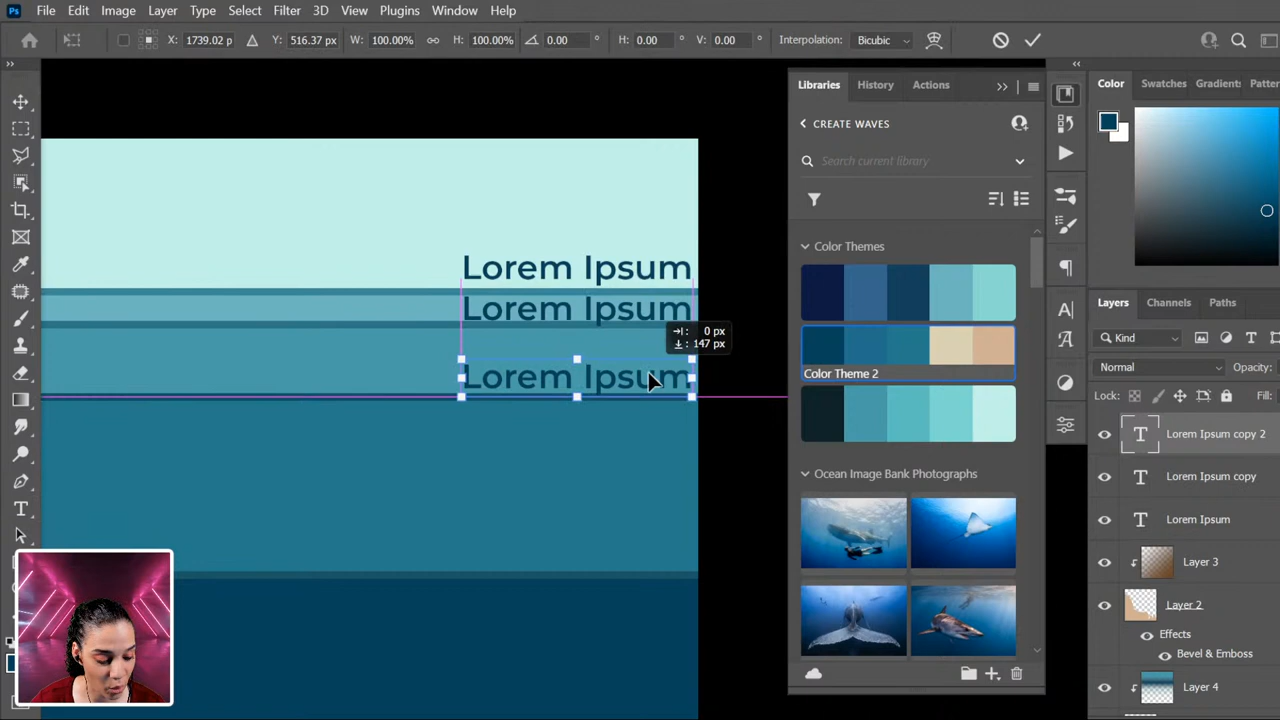 Ps File Edit Image Layer Type Select Filter 3D View Plugins Window Help
X: 1739.02 p Y: 516.37 px W: 100.00% H: 100.00% 0.00 ° H: 0.00 ° V: 0.00 ° Interpolation: Bicubic
Libraries History Actions
CREATE WAVES
Search current library
Color Themes
Color Theme 2
Ocean Image Bank Photographs
Lorem Ipsum
Lorem Ipsum
0 px
147 px
Lorem Ipsum
Color Swatches Gradients Patter
Layers Channels Paths
Kind
Normal Opacity:
Lock: Fill:
T Lorem Ipsum copy 2
T Lorem Ipsum copy
T Lorem Ipsum
Layer 3
Layer 2
Effects
Bevel & Emboss
Layer 4